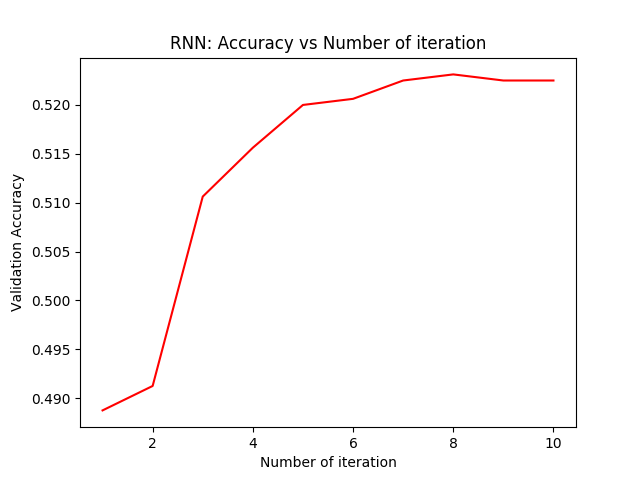 RNN: Accuracy vs Number of iteration
Validation Accuracy
0.520
0.515
0.510
0.505
0.500
0.495
0.490
2 4 6 8 10
Number of iteration